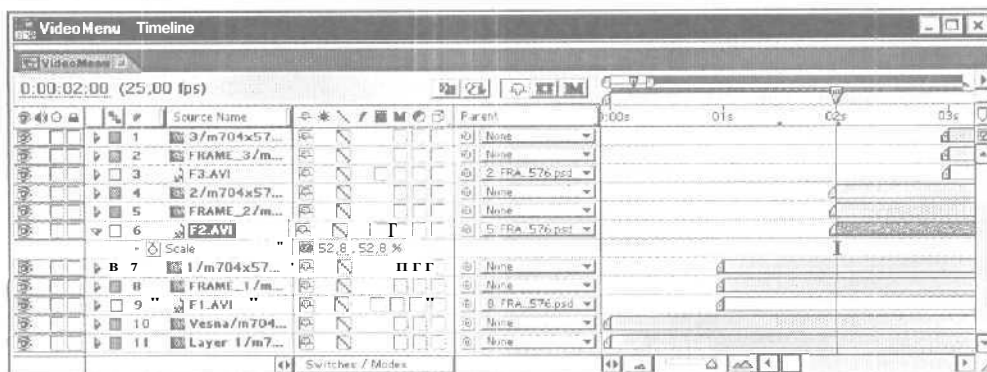 VideoMenu Timeline
VideoMenu
0:00:02:00 (25,00 fps)
# Source Name Parent 0:00s 01s 02s 03s
1 3/m704x57... None
2 FRAME_3/m... None
3 F3.AVI 2. FRA...576.psd
4 2/m704x57... None
5 FRAME_2/m... None
6 F2.AVI Г 5. FRA...576.psd
Scale " 52,8 , 52,8 %
В 7 1/m704x57... ' П Г Г None
8 FRAME_1/m... None
9 " F1.AVI " " 8. FRA...576.psd
10 Vesna/m704... None
11 Layer 1/m7... None
Switches / Modes